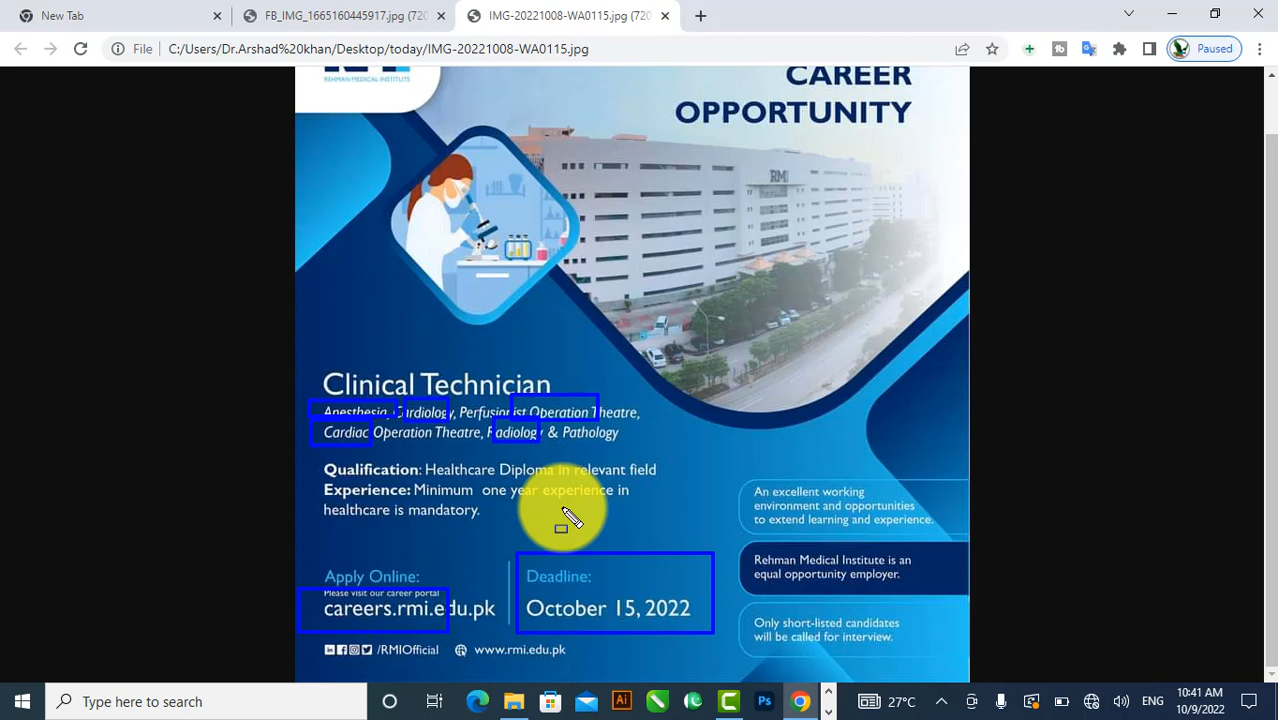 New Tab
FB_IMG_1665160445917.jpg (720
IMG-20221008-WA0115.jpg (720
File
C:/Users/Dr.Arshad%20khan/Desktop/today/IMG-20221008-WA0115.jpg
Paused
REHMAN MEDICAL INSTITUTE
CAREER
OPPORTUNITY
RMI
Clinical Technician
Anesthesia, Cardiology, Perfusionist Operation Theatre,
Cardiac Operation Theatre, Radiology & Pathology
Qualification: Healthcare Diploma in relevant field
Experience: Minimum one year experience in
healthcare is mandatory.
An excellent working
environment and opportunities
to extend learning and experience.
Rehman Medical Institute is an
equal opportunity employer.
Only short-listed candidates
will be called for interview.
Apply Online:
Please visit our career portal
careers.rmi.edu.pk
Deadline:
October 15, 2022
/RMIOfficial
www.rmi.edu.pk
Type here to search
Ai
Ps
27°C
ENG
10:41 AM
10/9/2022